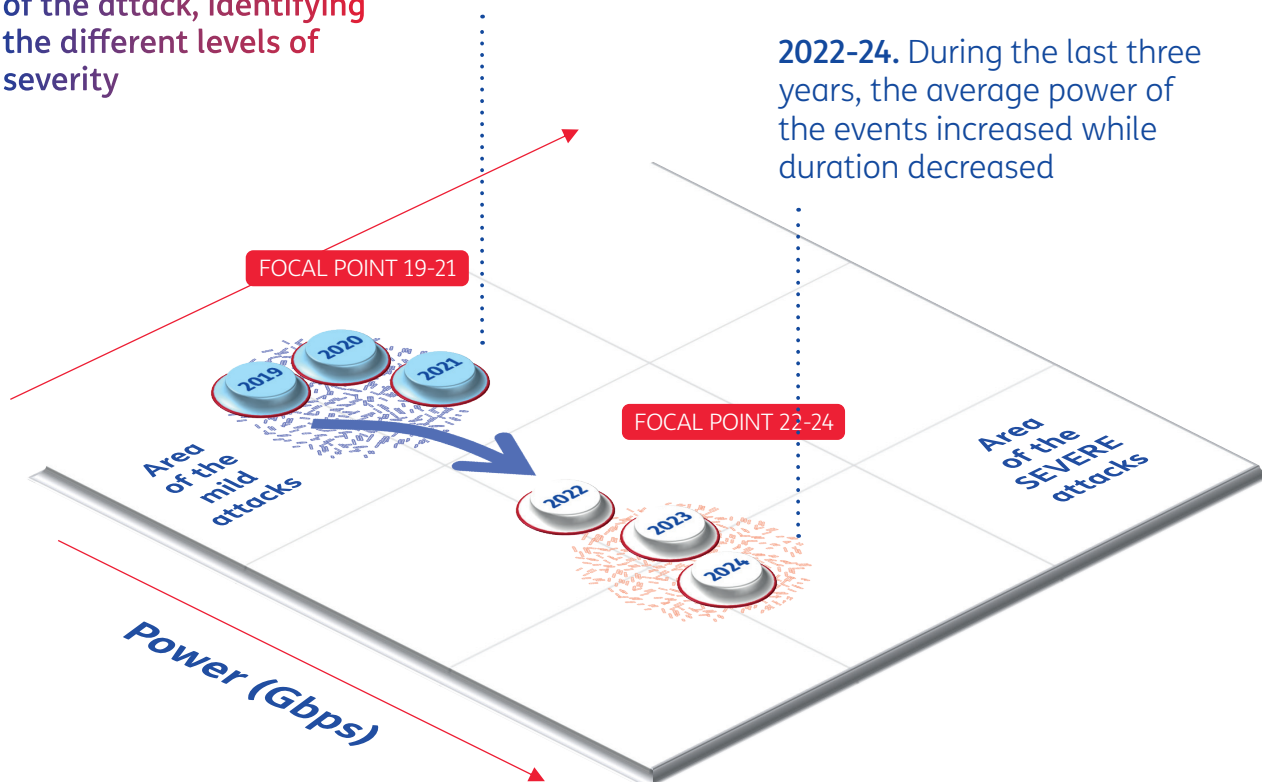 of the attack, identifying
the different levels of
severity
2022-24. During the last three
years, the average power of
the events increased while
duration decreased
FOCAL POINT 19-21
2020
2019
2021
FOCAL POINT 22-24
Area
of the
mild
attacks
Area
of the
SEVERE
attacks
2022
2023
2024
Power (Gbps)